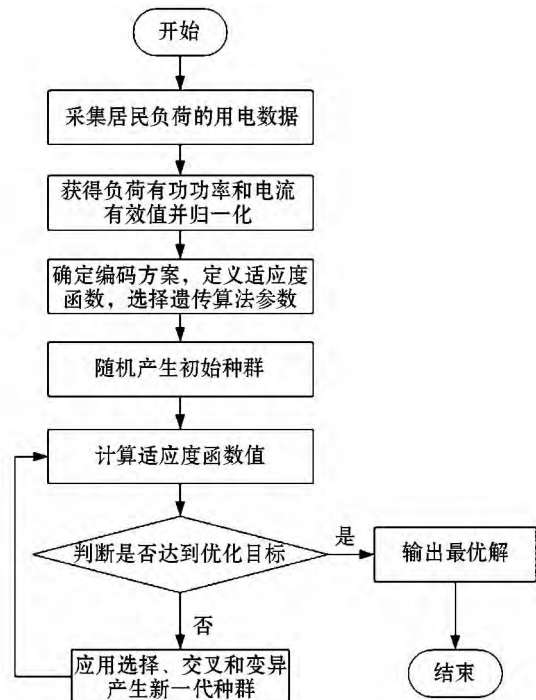 开始
采集居民负荷的用电数据
获得负荷有功功率和电流
有效值并归一化
确定编码方案，定义适应度
函数，选择遗传算法参数
随机产生初始种群
计算适应度函数值
判断是否达到优化目标
是
输出最优解
否
应用选择、交叉和变异
产生新一代种群
结束